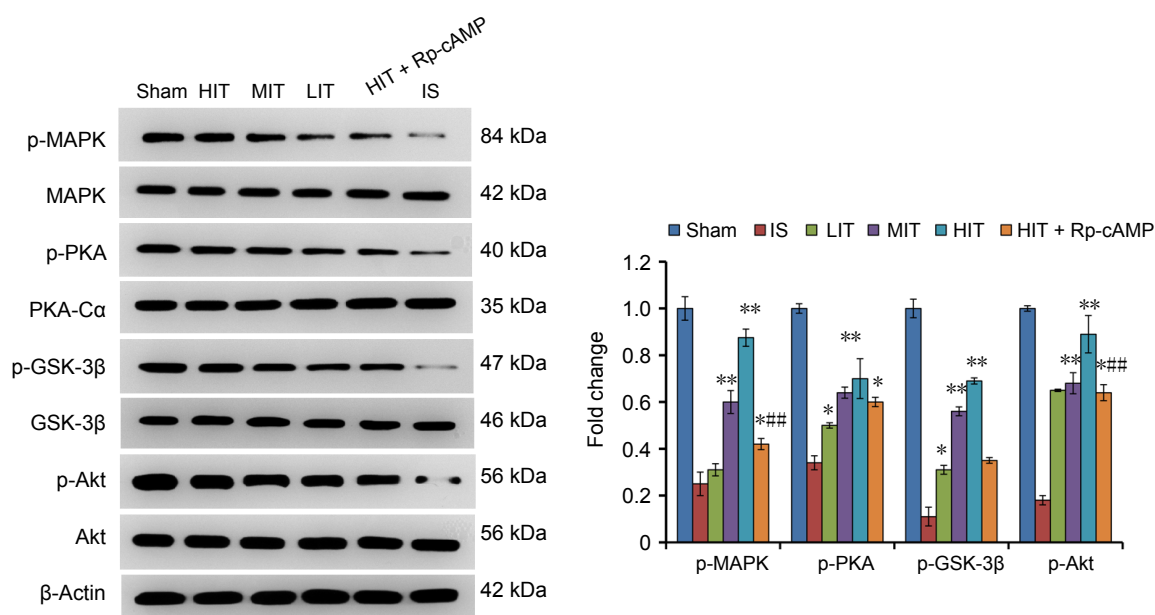 HIT + Rp-cAMP
Sham HIT MIT LIT IS
p-MAPK 84 kDa
MAPK 42 kDa
p-PKA 40 kDa
PKA-Cα 35 kDa
p-GSK-3β 47 kDa
GSK-3β 46 kDa
p-Akt 56 kDa
Akt 56 kDa
β-Actin 42 kDa
Sham IS LIT MIT HIT HIT + Rp-cAMP
Fold change
1.2
1.0
0.8
0.6
0.4
0.2
0
** ** *##
* ** *
* ** **
** ** *##
p-MAPK p-PKA p-GSK-3β p-Akt